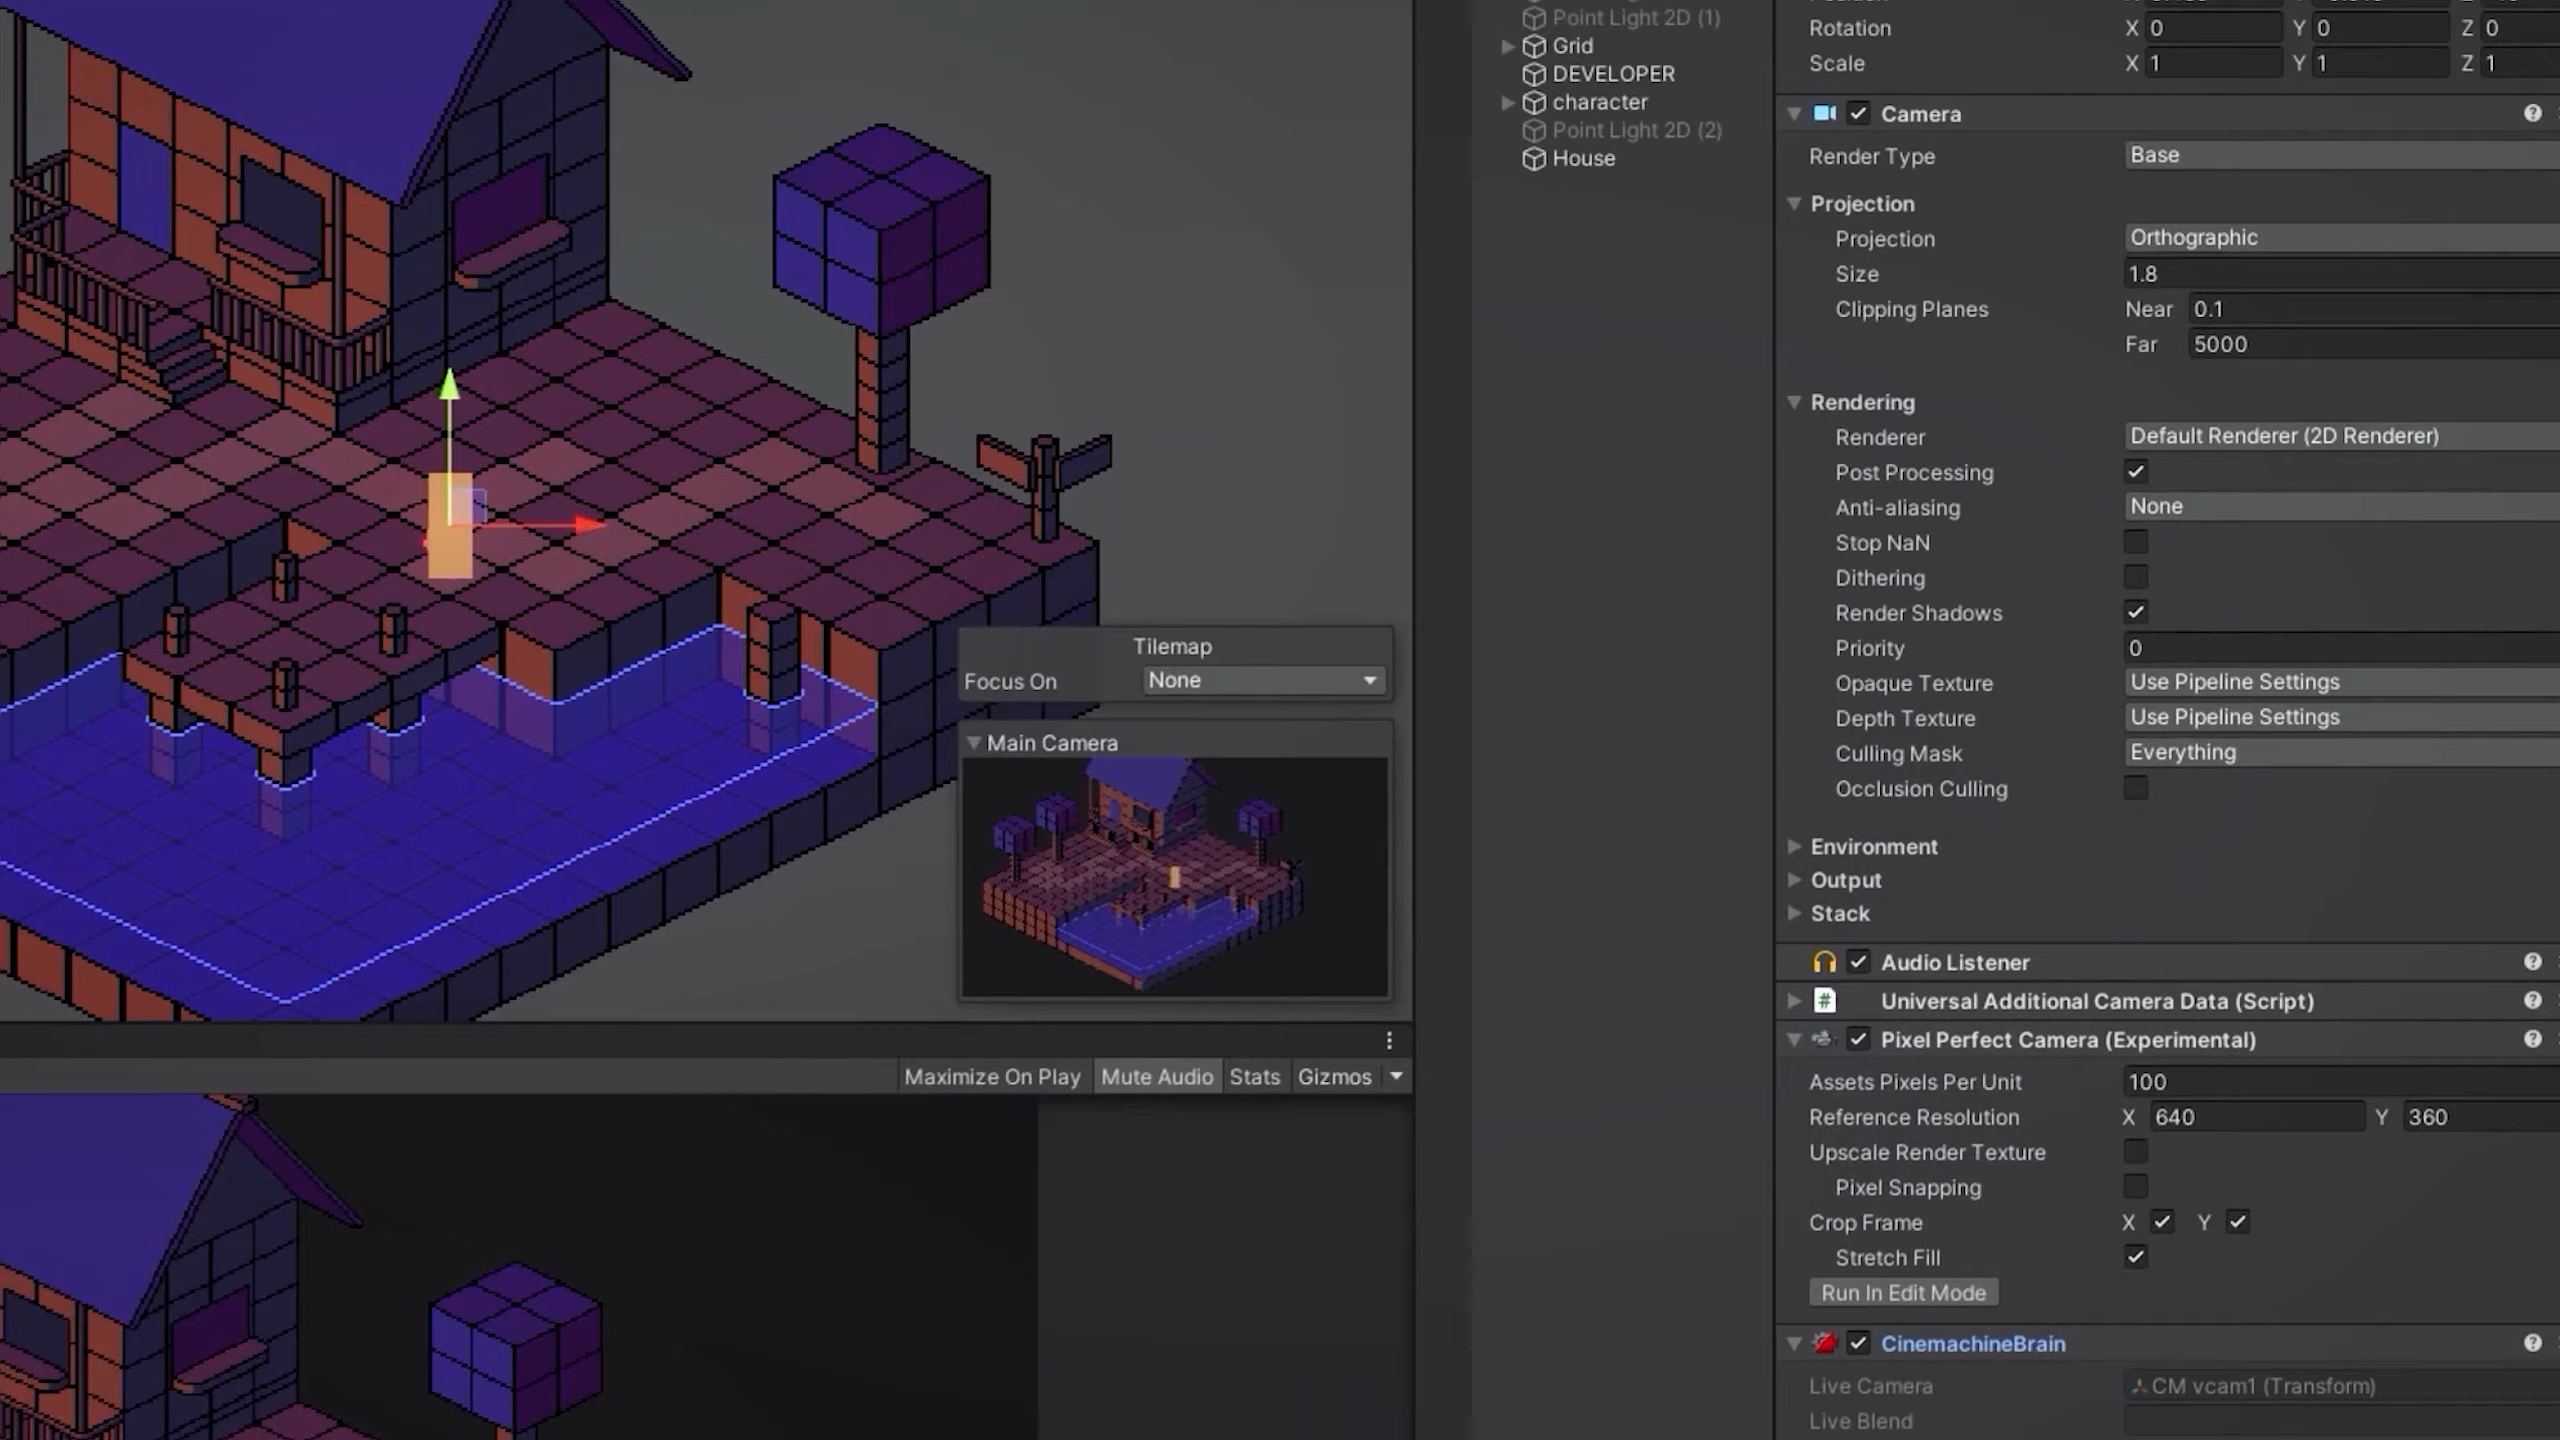 Point Light 2D (1)
Grid
DEVELOPER
character
Point Light 2D (2)
House
Tilemap
Focus On None
Main Camera
Maximize On Play Mute Audio Stats Gizmos
Rotation X 0 Y 0 Z 0
Scale X 1 Y 1 Z 1
Camera
Render Type Base
Projection
Projection Orthographic
Size 1.8
Clipping Planes Near 0.1
Far 5000
Rendering
Renderer Default Renderer (2D Renderer)
Post Processing
Anti-aliasing None
Stop NaN
Dithering
Render Shadows
Priority 0
Opaque Texture Use Pipeline Settings
Depth Texture Use Pipeline Settings
Culling Mask Everything
Occlusion Culling
Environment
Output
Stack
Audio Listener
Universal Additional Camera Data (Script)
Pixel Perfect Camera (Experimental)
Assets Pixels Per Unit 100
Reference Resolution X 640 Y 360
Upscale Render Texture
Pixel Snapping
Crop Frame X Y
Stretch Fill
Run In Edit Mode
CinemachineBrain
Live Camera CM vcam1 (Transform)
Live Blend